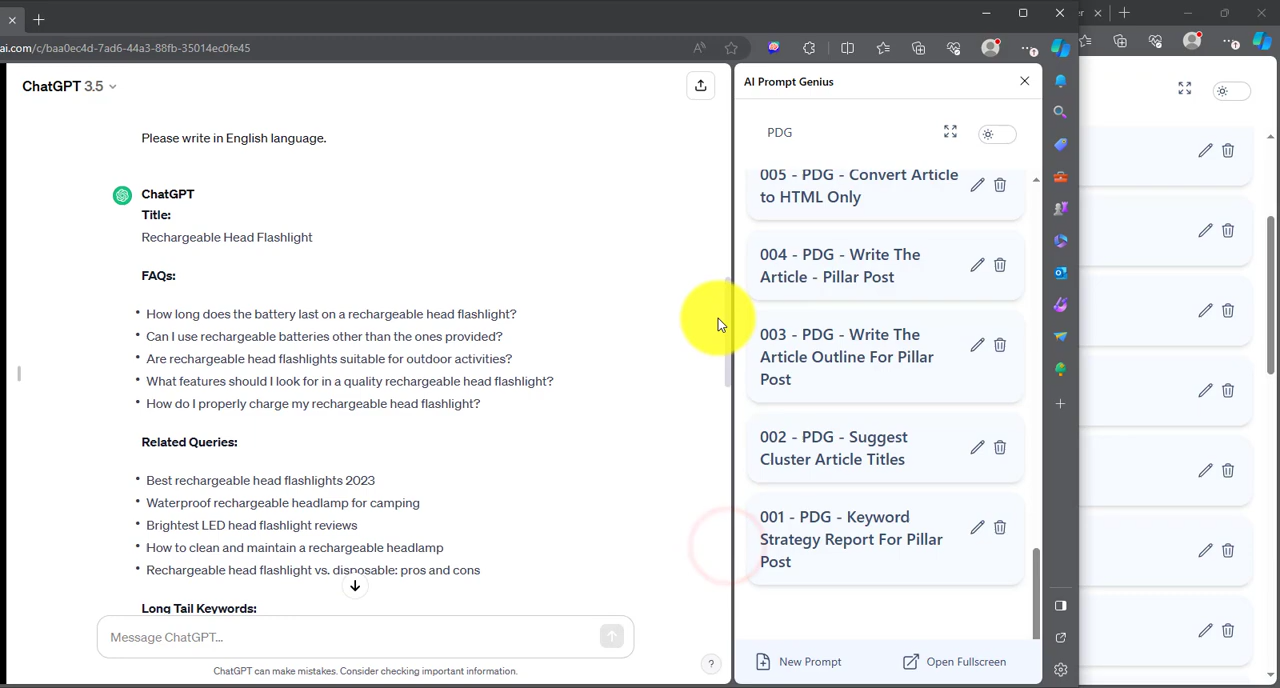 ai.com/c/baa0ec4d-7ad6-44a3-88fb-35014ec0fe45
ChatGPT 3.5
Please write in English language.
ChatGPT
Title:
Rechargeable Head Flashlight
FAQs:
• How long does the battery last on a rechargeable head flashlight?
• Can I use rechargeable batteries other than the ones provided?
• Are rechargeable head flashlights suitable for outdoor activities?
• What features should I look for in a quality rechargeable head flashlight?
• How do I properly charge my rechargeable head flashlight?
Related Queries:
• Best rechargeable head flashlights 2023
• Waterproof rechargeable headlamp for camping
• Brightest LED head flashlight reviews
• How to clean and maintain a rechargeable headlamp
• Rechargeable head flashlight vs. disposable: pros and cons
Long Tail Keywords:
Message ChatGPT...
ChatGPT can make mistakes. Consider checking important information.
?
AI Prompt Genius
PDG
005 - PDG - Convert Article
to HTML Only
004 - PDG - Write The
Article - Pillar Post
003 - PDG - Write The
Article Outline For Pillar
Post
002 - PDG - Suggest
Cluster Article Titles
001 - PDG - Keyword
Strategy Report For Pillar
Post
New Prompt
Open Fullscreen